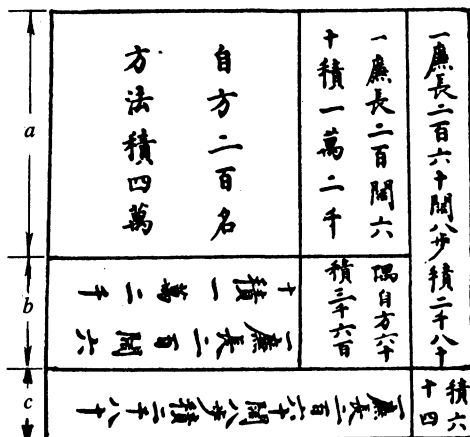 一廉長二百六十闊八步積二千八十
一廉長二百闊六
十積一萬二千
自方二百名
方法積四萬
隅自方六十
積三千六百
一廉長二百闊六
十積一萬二千
積六
十四
一廉長二百六十闊八步積二千八十
a
b
c